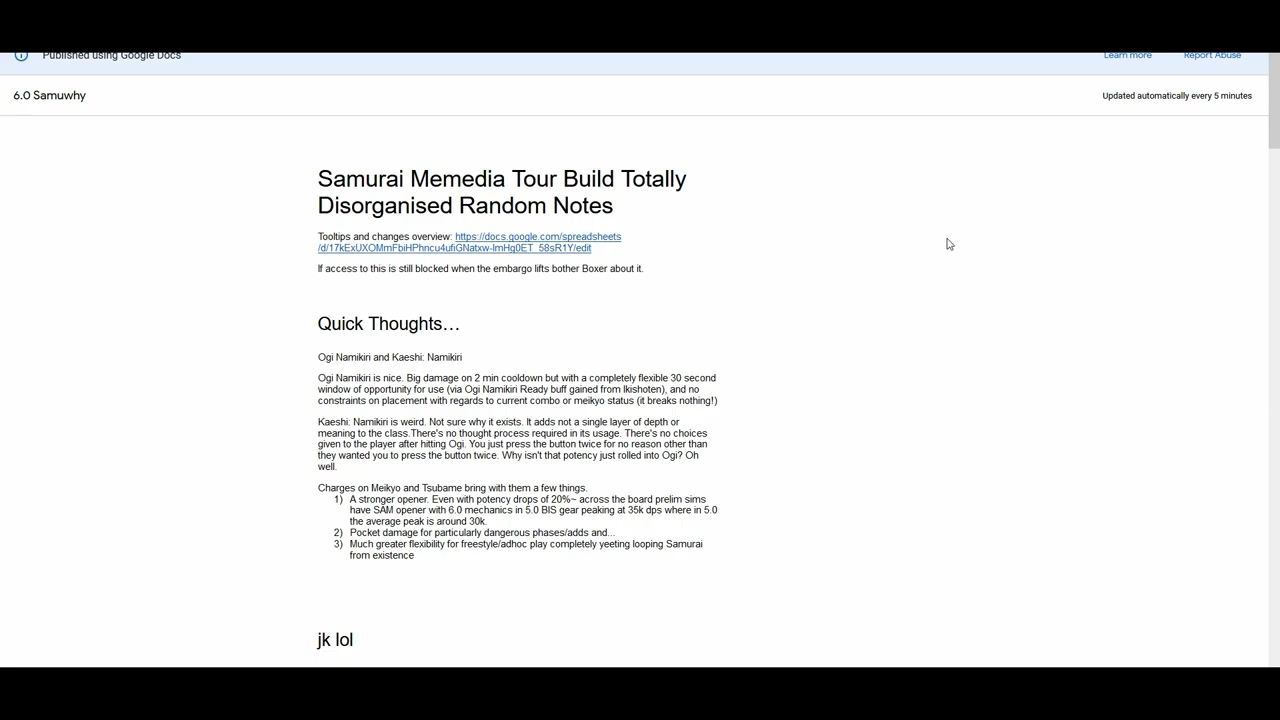 Published using Google Docs
Learn more
Report Abuse
6.0 Samuwhy
Updated automatically every 5 minutes
Samurai Memedia Tour Build Totally
Disorganised Random Notes
Tooltips and changes overview: https://docs.google.com/spreadsheets
/d/17kExUXOMmFbiHPhncu4ufiGNatxw-lmHg0ET_58sR1Y/edit
If access to this is still blocked when the embargo lifts bother Boxer about it.
Quick Thoughts…
Ogi Namikiri and Kaeshi: Namikiri
Ogi Namikiri is nice. Big damage on 2 min cooldown but with a completely flexible 30 second
window of opportunity for use (via Ogi Namikiri Ready buff gained from Ikishoten), and no
constraints on placement with regards to current combo or meikyo status (it breaks nothing!)
Kaeshi: Namikiri is weird. Not sure why it exists. It adds not a single layer of depth or
meaning to the class.There's no thought process required in its usage. There's no choices
given to the player after hitting Ogi. You just press the button twice for no reason other than
they wanted you to press the button twice. Why isn't that potency just rolled into Ogi? Oh
well.
Charges on Meikyo and Tsubame bring with them a few things.
1) A stronger opener. Even with potency drops of 20%~ across the board prelim sims
have SAM opener with 6.0 mechanics in 5.0 BIS gear peaking at 35k dps where in 5.0
the average peak is around 30k.
2) Pocket damage for particularly dangerous phases/adds and...
3) Much greater flexibility for freestyle/adhoc play completely yeeting looping Samurai
from existence
jk lol